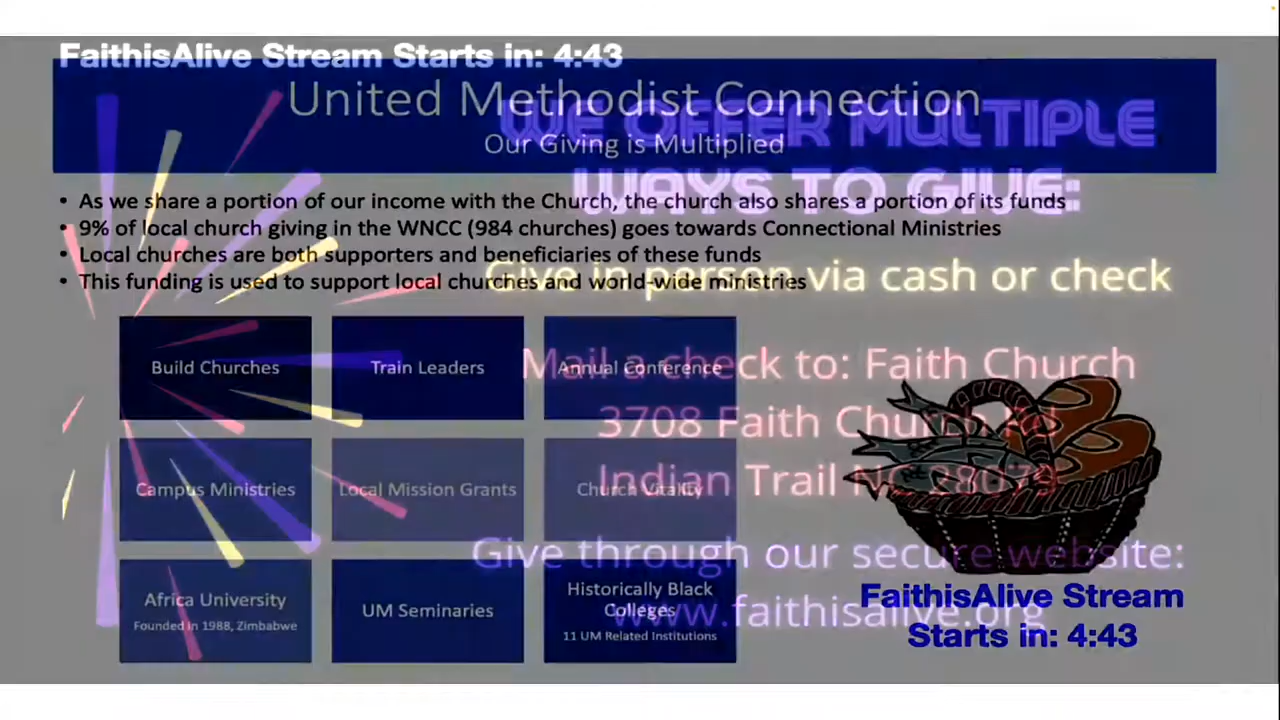 FaithisAlive Stream Starts in: 4:43
United Methodist Connection
Our Giving is Multiplied
• As we share a portion of our income with the Church, the church also shares a portion of its funds
• 9% of local church giving in the WNCC (984 churches) goes towards Connectional Ministries
• Local churches are both supporters and beneficiaries of these funds
• This funding is used to support local churches and world-wide ministries
Build Churches
Train Leaders
Annual Conference
Campus Ministries
Local Mission Grants
Church Vitality
Africa University
Founded in 1988, Zimbabwe
UM Seminaries
Historically Black
Colleges
11 UM Related Institutions
WE OFFER MULTIPLE
WAYS TO GIVE:
Give in person via cash or check
Mail a check to: Faith Church
3708 Faith Church Rd
Indian Trail NC 28079
Give through our secure website:
www.faithisalive.org
FaithisAlive Stream
Starts in: 4:43